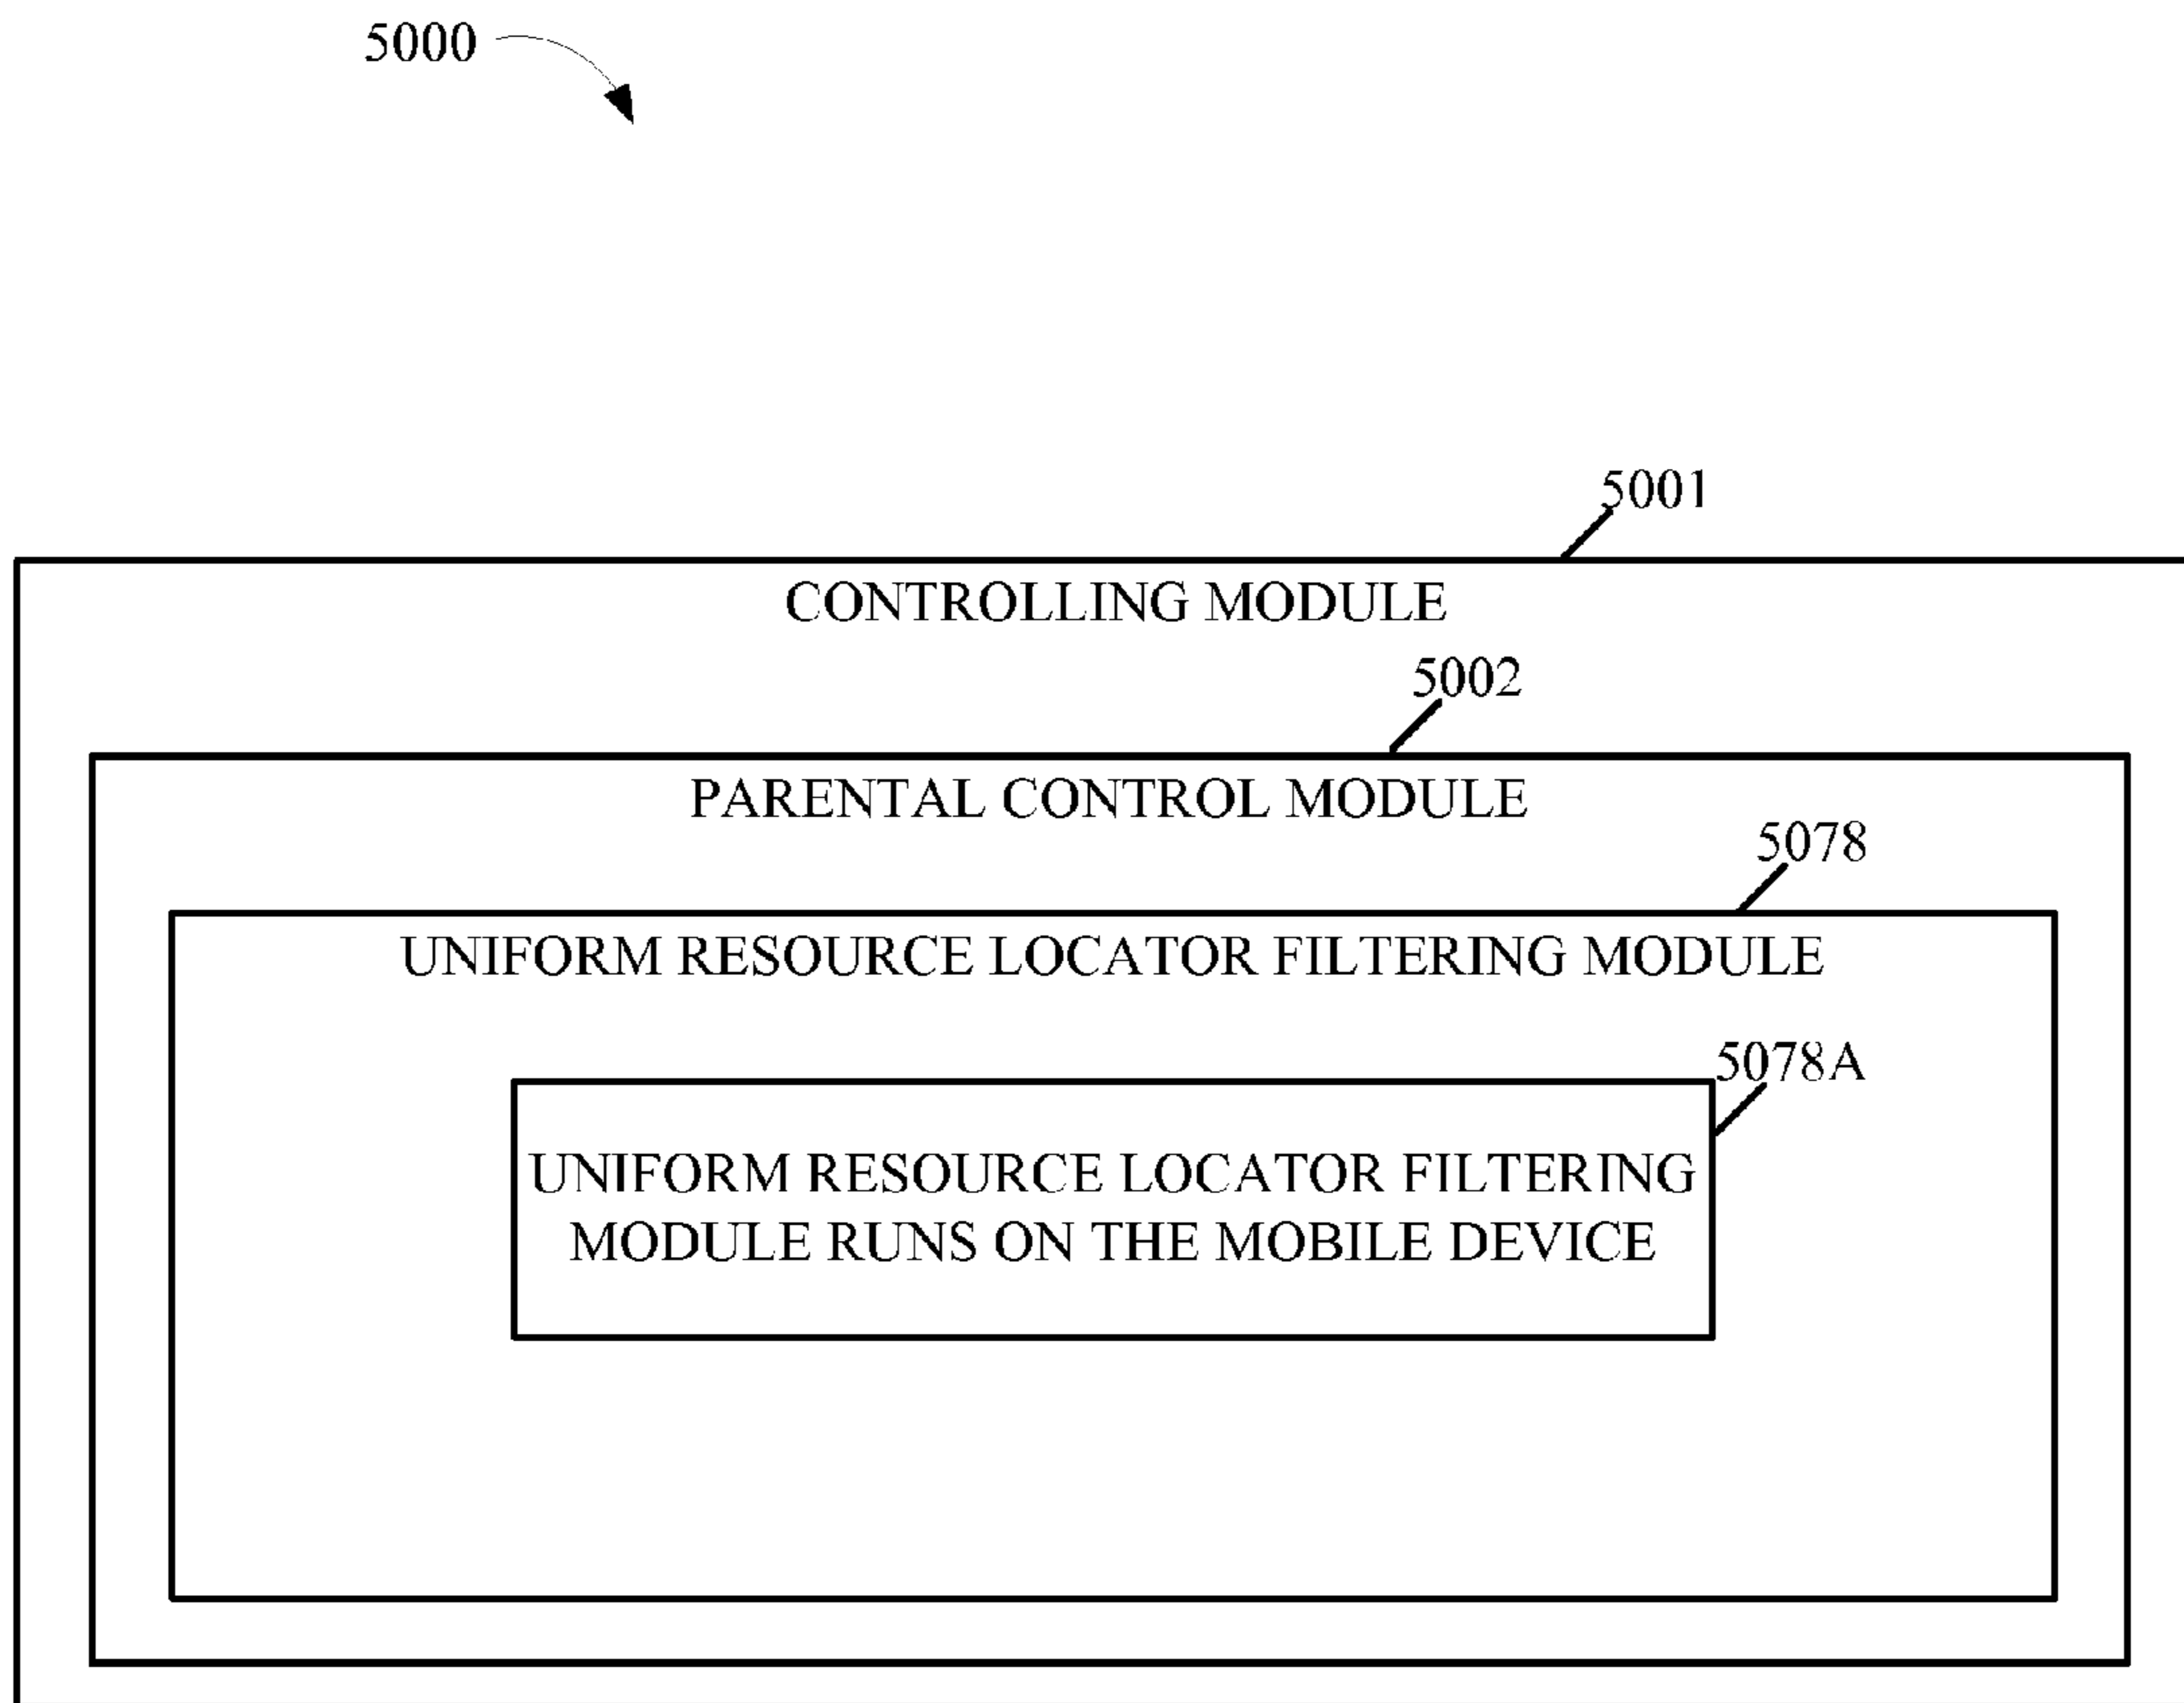 5000
5001
CONTROLLING MODULE
5002
PARENTAL CONTROL MODULE
5078
UNIFORM RESOURCE LOCATOR FILTERING MODULE
5078A
UNIFORM RESOURCE LOCATOR FILTERING
MODULE RUNS ON THE MOBILE DEVICE